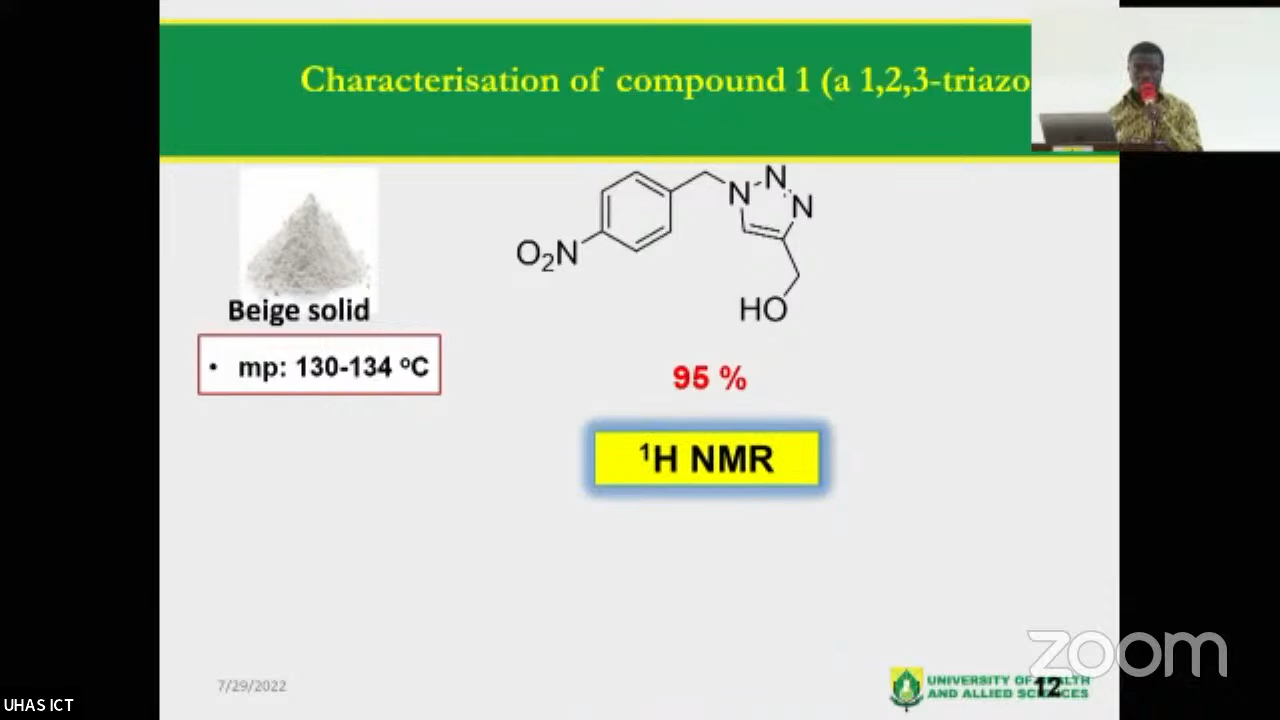 Characterisation of compound 1 (a 1,2,3-triazo
N
N
N
O₂N
HO
Beige solid
• mp: 130-134 ⁰C
95 %
¹H NMR
zoom
7/29/2022
UNIVERSITY OF HEALTH
AND ALLIED SCIENCES
12
UHAS ICT